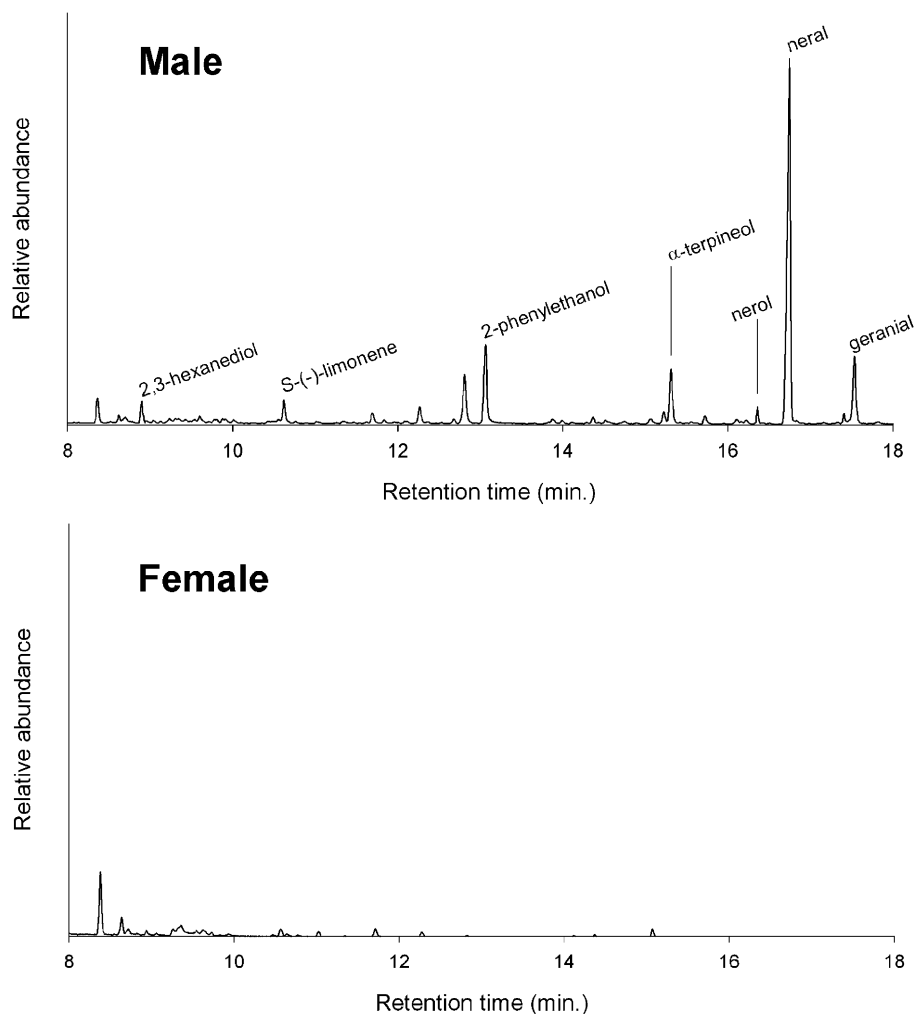 Male
neral
α-terpineol
nerol
2-phenylethanol
geranial
S-(-)-limonene
2,3-hexanediol
Relative abundance
8 10 12 14 16 18
Retention time (min.)
Female
Relative abundance
8 10 12 14 16 18
Retention time (min.)